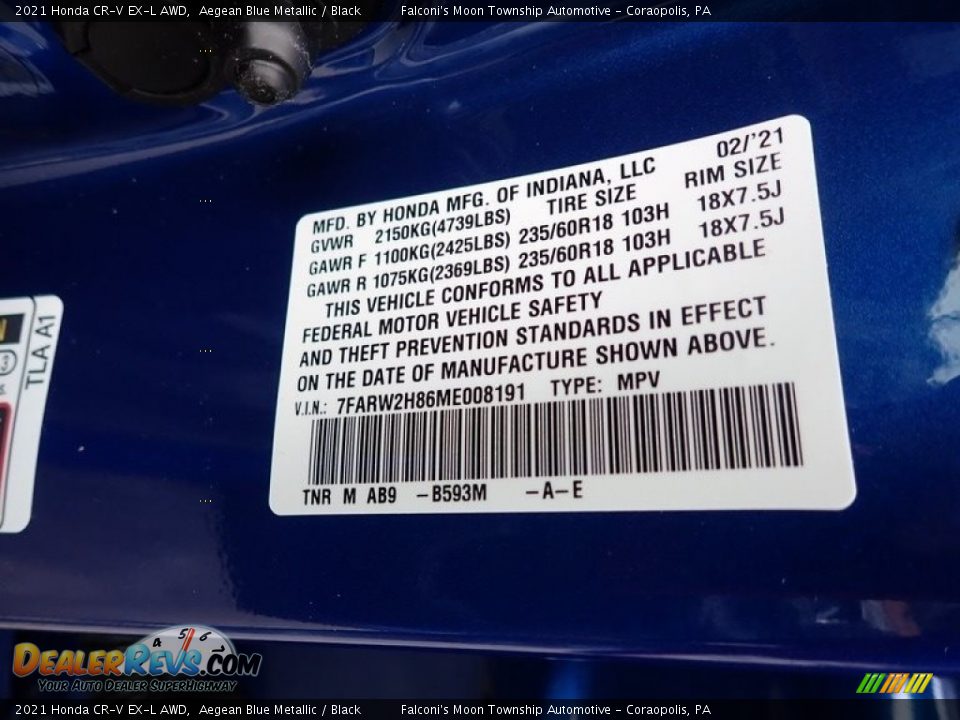 2021 Honda CR-V EX-L AWD, Aegean Blue Metallic / Black Falconi's Moon Township Automotive - Coraopolis, PA
02/'21
MFD. BY HONDA MFG. OF INDIANA, LLC
GVWR 2150KG(4739LBS) TIRE SIZE RIM SIZE
GAWR F 1100KG(2425LBS) 235/60R18 103H 18X7.5J
GAWR R 1075KG(2369LBS) 235/60R18 103H 18X7.5J
THIS VEHICLE CONFORMS TO ALL APPLICABLE
FEDERAL MOTOR VEHICLE SAFETY
AND THEFT PREVENTION STANDARDS IN EFFECT
ON THE DATE OF MANUFACTURE SHOWN ABOVE.
V.I.N.: 7FARW2H86ME008191 TYPE: MPV
TNR M AB9 -B593M -A-E
TLA A1
4 5 6
DEALERREVS.COM
YOUR AUTO DEALER SUPERHIGHWAY
2021 Honda CR-V EX-L AWD, Aegean Blue Metallic / Black Falconi's Moon Township Automotive - Coraopolis, PA